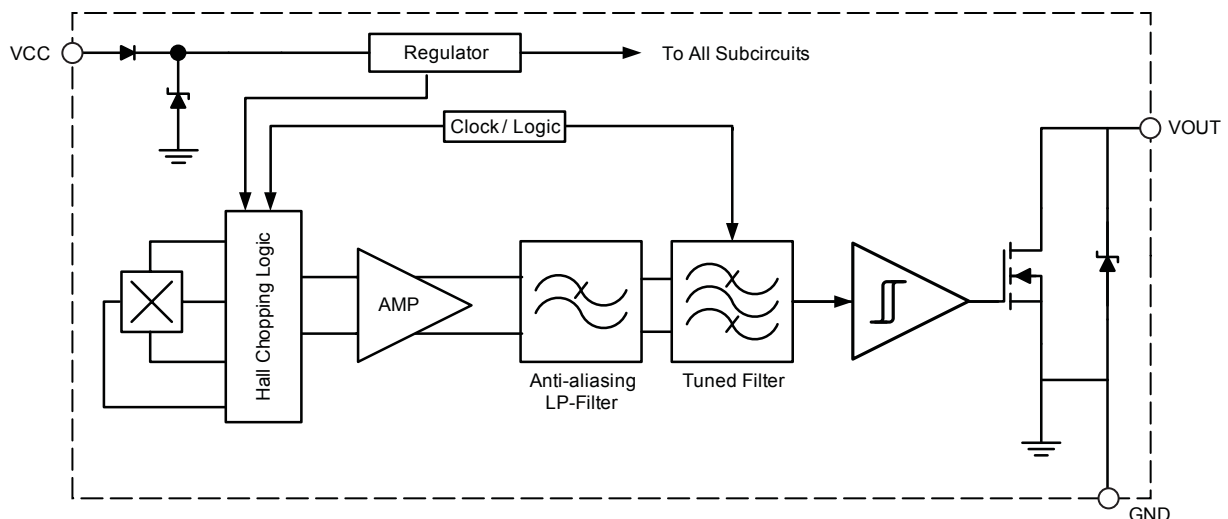 VCC
Regulator
To All Subcircuits
Clock / Logic
VOUT
Hall Chopping Logic
AMP
Anti-aliasing
LP-Filter
Tuned Filter
GND